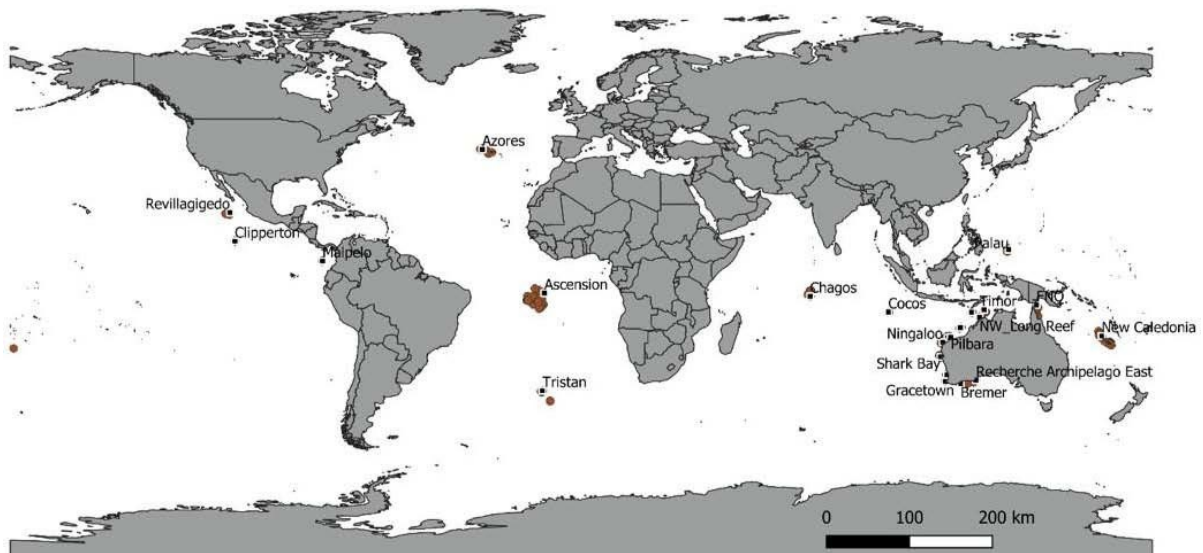 Azores
Revillagigedo
Clipperton
Malpelo
Palau
Ascension
Chagos
Cocos
Timor
FNQ
NW_Long Reef
New Caledonia
Ningaloo
Pilbara
Shark Bay
Recherche Archipelago East
Tristan
Gracetown
Bremer
0 100 200 km